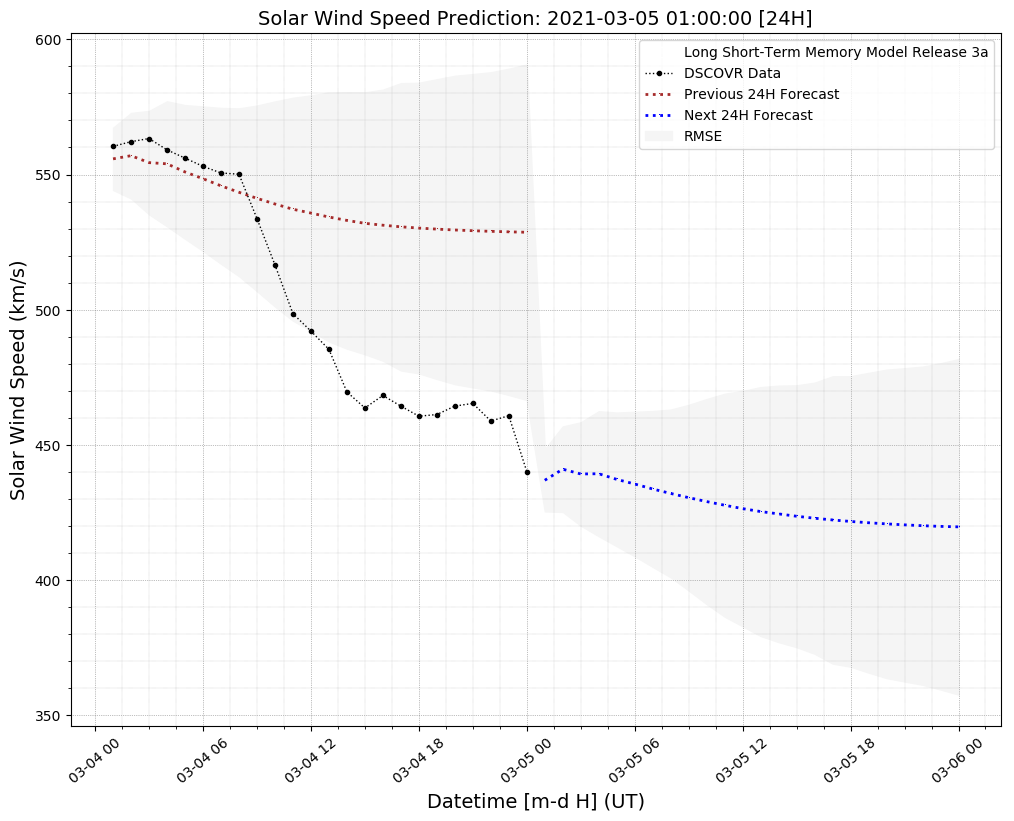 Solar Wind Speed Prediction: 2021-03-05 01:00:00 [24H]
Long Short-Term Memory Model Release 3a
DSCOVR Data
Previous 24H Forecast
Next 24H Forecast
RMSE
Solar Wind Speed (km/s)
600
550
500
450
400
350
03-04 00
03-04 06
03-04 12
03-04 18
03-05 00
03-05 06
03-05 12
03-05 18
03-06 00
Datetime [m-d H] (UT)